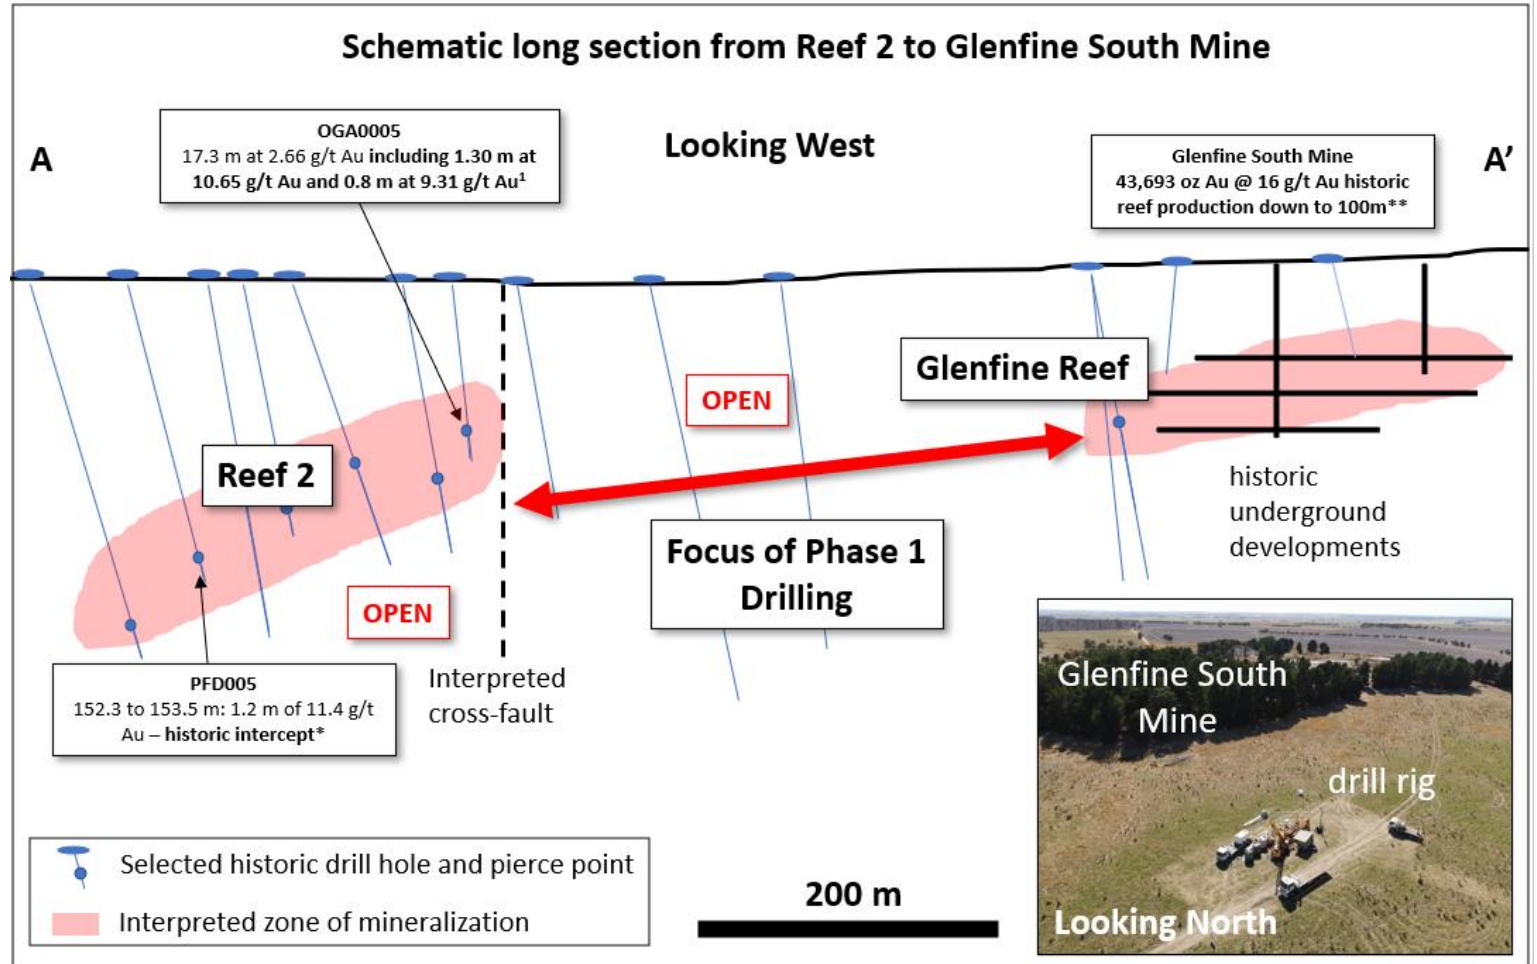 Schematic long section from Reef 2 to Glenfine South Mine
Looking West
A
A’
OGA0005
17.3 m at 2.66 g/t Au including 1.30 m at
10.65 g/t Au and 0.8 m at 9.31 g/t Au¹
Glenfine South Mine
43,693 oz Au @ 16 g/t Au historic
reef production down to 100m**
Glenfine Reef
OPEN
Reef 2
Focus of Phase 1
Drilling
historic
underground
developments
OPEN
Interpreted
cross-fault
PFD005
152.3 to 153.5 m: 1.2 m of 11.4 g/t
Au – historic intercept*
Glenfine South
Mine
drill rig
Looking North
Selected historic drill hole and pierce point
Interpreted zone of mineralization
200 m